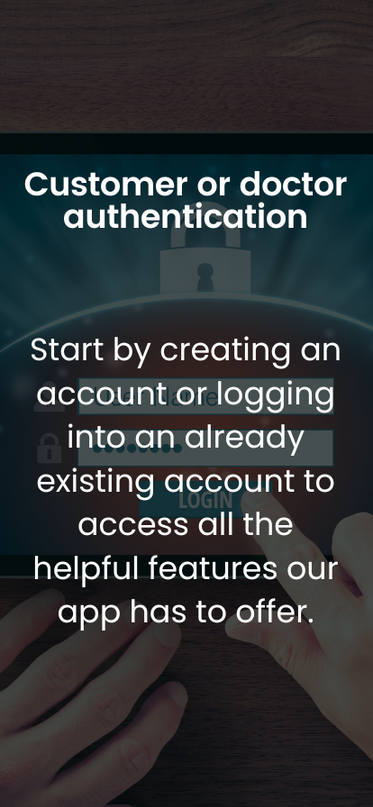 Customer or doctor
authentication
Start by creating an
account or logging
into an already
existing account to
access all the
helpful features our
app has to offer.
LOGIN